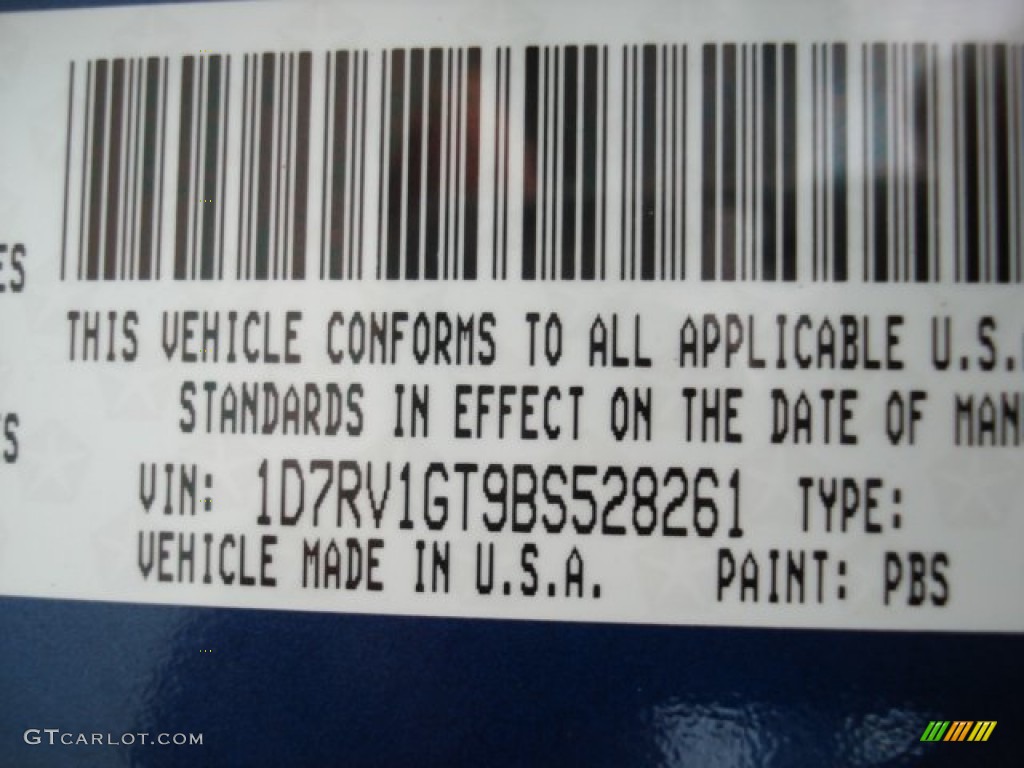 ES
THIS VEHICLE CONFORMS TO ALL APPLICABLE U.S.
STANDARDS IN EFFECT ON THE DATE OF MAN
S
VIN: 1D7RV1GT9BS528261 TYPE:
VEHICLE MADE IN U.S.A. PAINT: PBS
GTCARLOT.COM